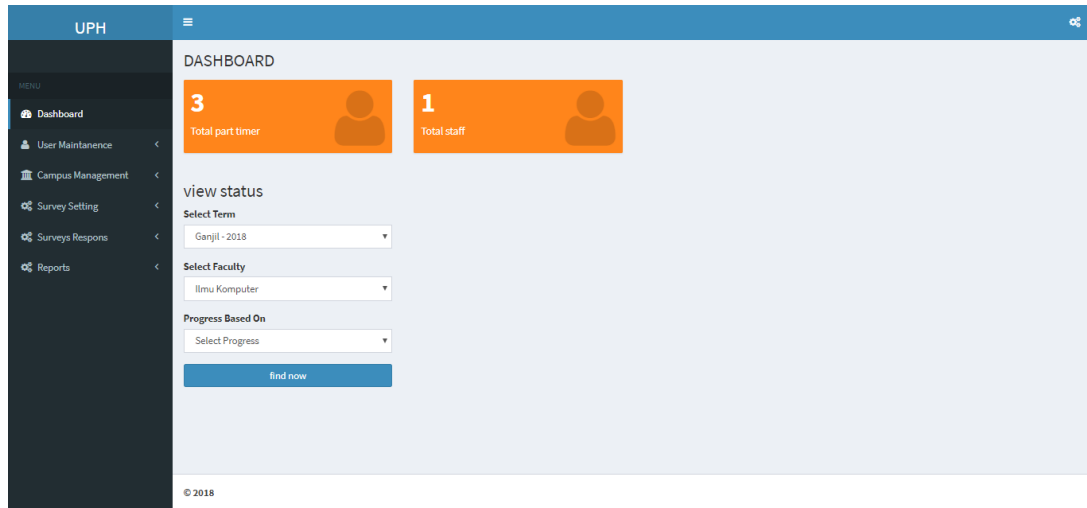 UPH
MENU
Dashboard
User Maintanence
Campus Management
Survey Setting
Surveys Respons
Reports
DASHBOARD
3
Total part timer
1
Total staff
view status
Select Term
Ganjil - 2018
Select Faculty
Ilmu Komputer
Progress Based On
Select Progress
find now
© 2018